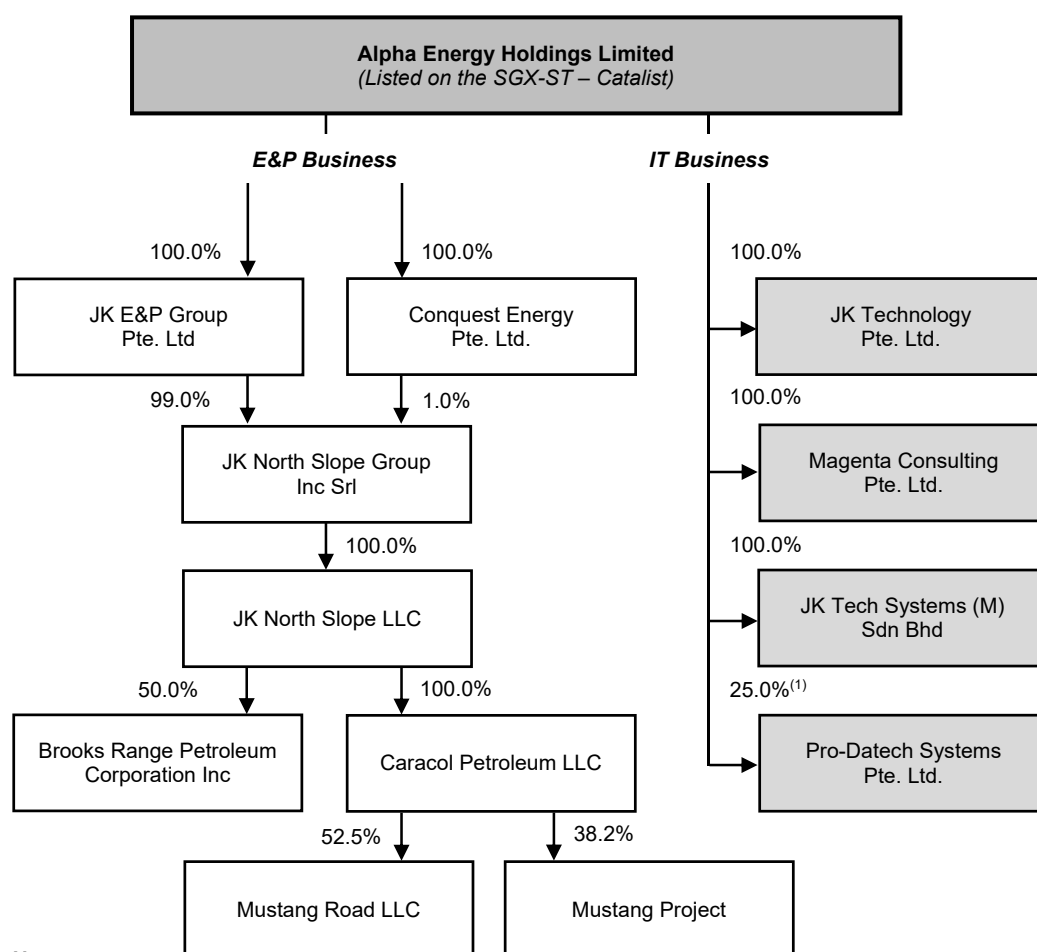 Alpha Energy Holdings Limited
(Listed on the SGX-ST – Catalist)
E&P Business
IT Business
100.0%
100.0%
100.0%
JK E&P Group
Pte. Ltd
Conquest Energy
Pte. Ltd.
JK Technology
Pte. Ltd.
99.0%
1.0%
100.0%
JK North Slope Group
Inc Srl
Magenta Consulting
Pte. Ltd.
100.0%
100.0%
JK North Slope LLC
JK Tech Systems (M)
Sdn Bhd
50.0%
100.0%
25.0%(1)
Brooks Range Petroleum
Corporation Inc
Caracol Petroleum LLC
Pro-Datech Systems
Pte. Ltd.
52.5%
38.2%
Mustang Road LLC
Mustang Project